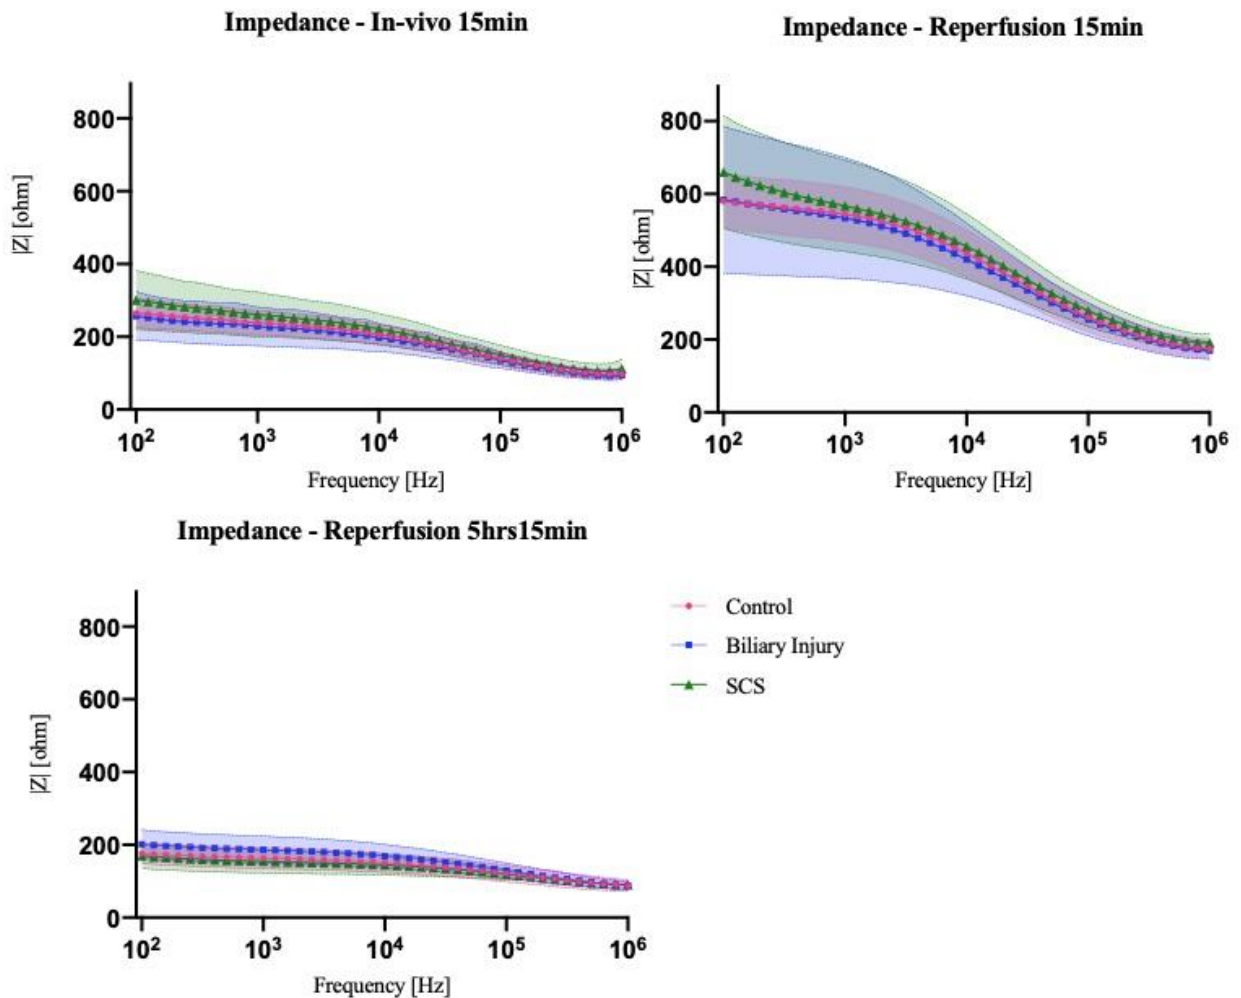 Impedance - In-vivo 15min
800
600
400
200
0
|Z| [ohm]
10²
10³
10⁴
10⁵
10⁶
Frequency [Hz]
Impedance - Reperfusion 15min
800
600
400
200
0
|Z| [ohm]
10²
10³
10⁴
10⁵
10⁶
Frequency [Hz]
Impedance - Reperfusion 5hrs15min
800
600
400
200
0
|Z| [ohm]
10²
10³
10⁴
10⁵
10⁶
Frequency [Hz]
Control
Biliary Injury
SCS